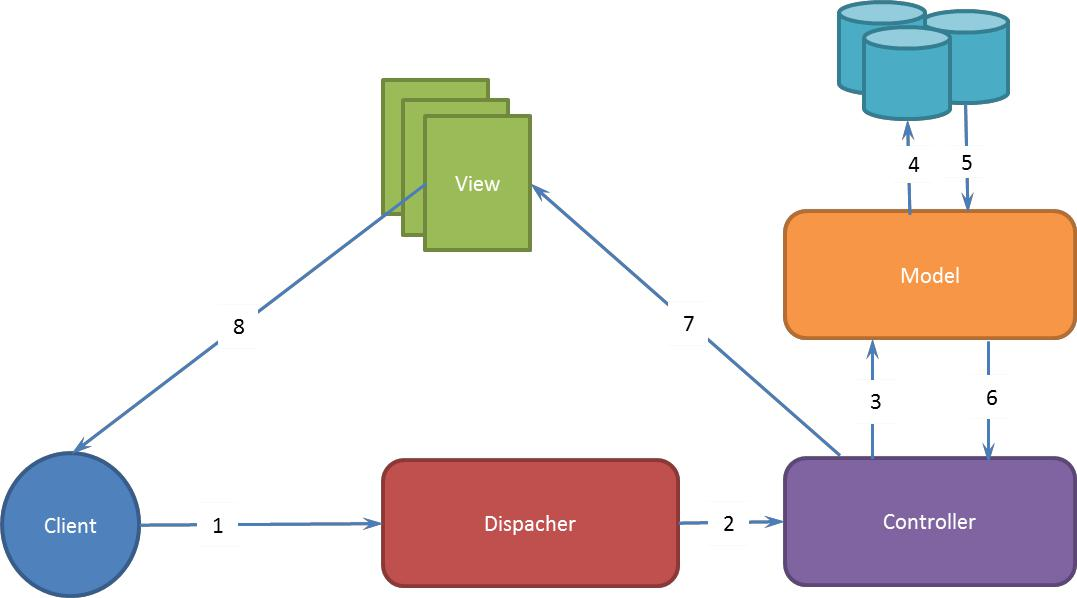 4
5
View
Model
8
7
3
6
Client
1
Dispacher
2
Controller